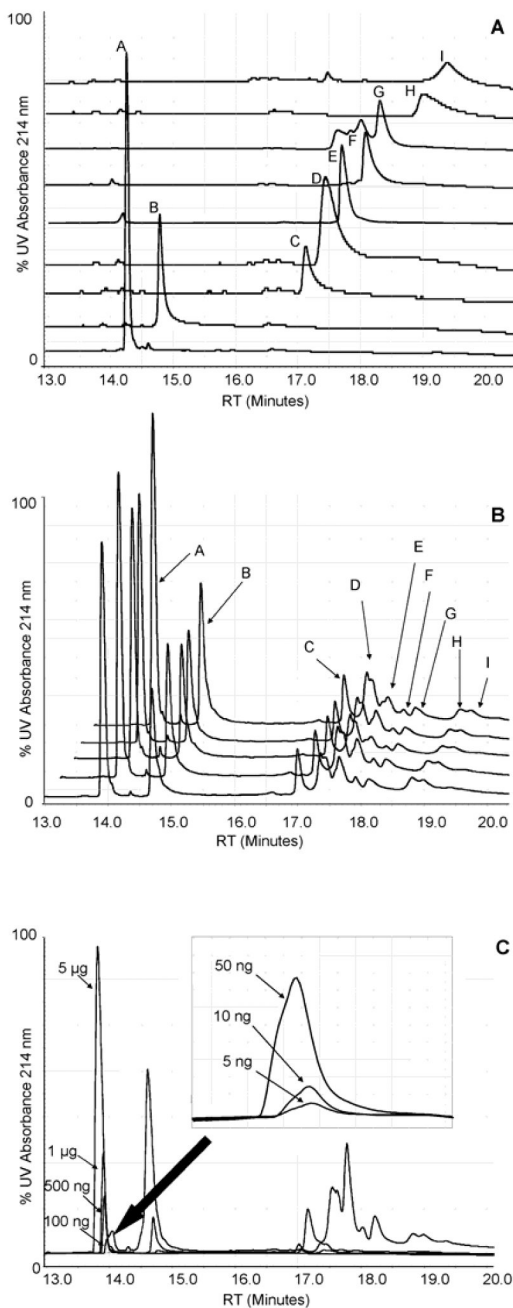 100
A
A
I
G
H
F
E
D
B
C
% UV Absorbance 214 nm
0
13.0 14.0 15.0 16.0 17.0 18.0 19.0 20.0
RT (Minutes)
100
B
A
B
E
D
F
C
G
H
I
% UV Absorbance 214 nm
0
13.0 14.0 15.0 16.0 17.0 18.0 19.0 20.0
RT (Minutes)
100
C
5 µg
50 ng
10 ng
5 ng
1 µg
500 ng
100 ng
% UV Absorbance 214 nm
0
13.0 14.0 15.0 16.0 17.0 18.0 19.0 20.0
RT (Minutes)